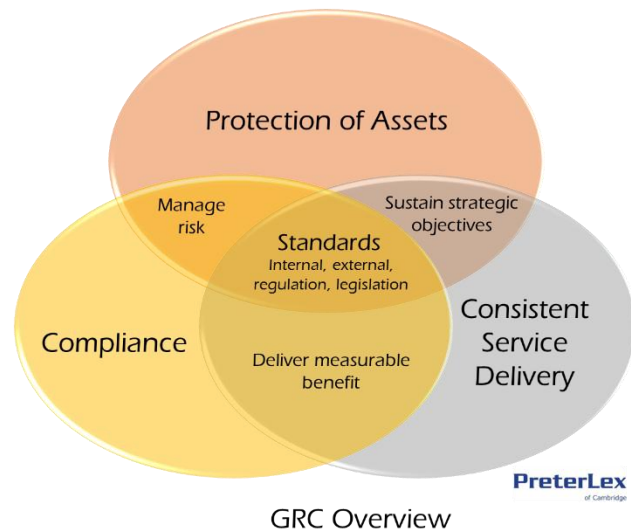 Protection of Assets
Manage
risk
Sustain strategic
objectives
Standards
Internal, external,
regulation, legislation
Compliance
Consistent
Service
Delivery
Deliver measurable
benefit
PreterLex
of Cambridge
GRC Overview